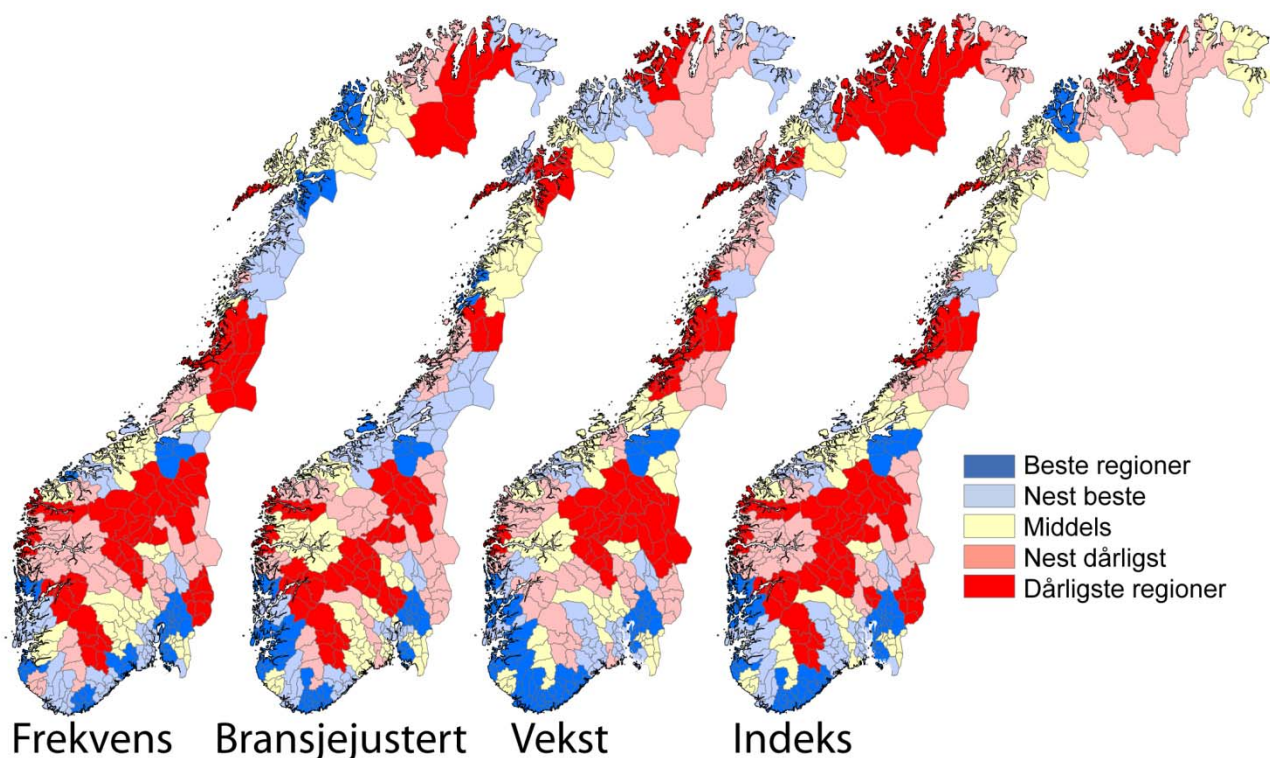 Beste regioner
Nest beste
Middels
Nest dårligst
Dårligste regioner
Frekvens Bransjejustert Vekst Indeks